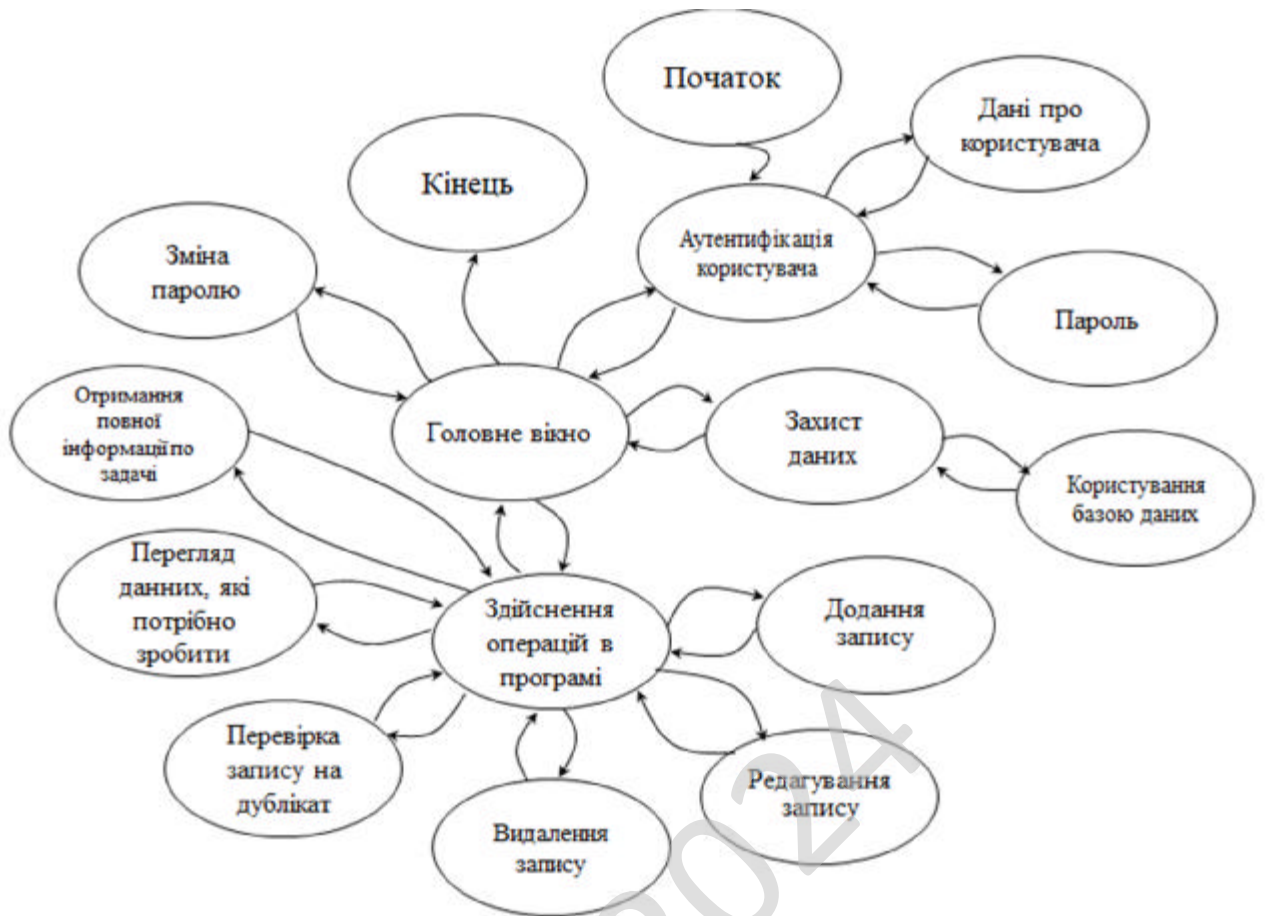 Початок
Дані про
користувача
Кінець
Аутентифікація
користувача
Зміна
паролю
Пароль
Отримання
повної
інформації по
задачі
Головне вікно
Захист
даних
Користування
базою даних
Перегляд
данних, які
потрібно
зробити
Здійснення
операцій в
програмі
Додання
запису
Перевірка
запису на
дублікат
Редагування
запису
Видалення
запису
2024